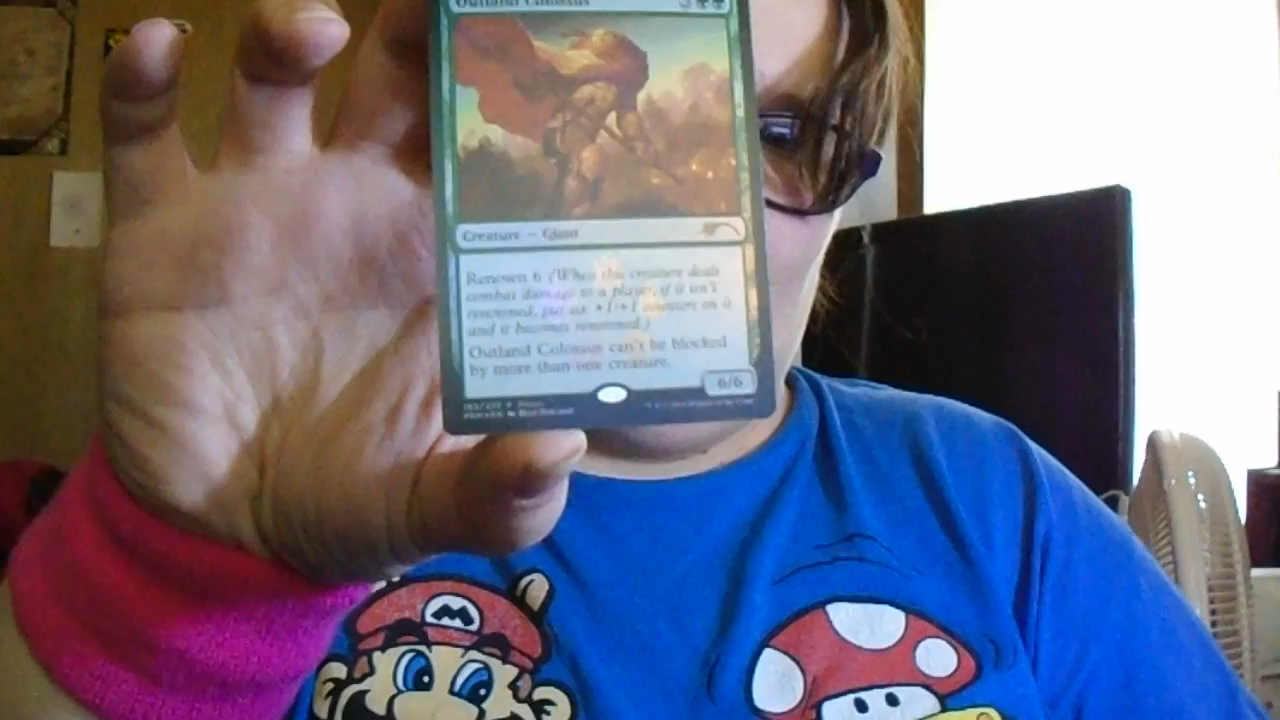 Outland Colossus
Creature — Giant
Renown 6 (When this creature deals
combat damage to a player, if it isn't
renowned, put six +1/+1 counters on it
and it becomes renowned.)
Outland Colossus can't be blocked
by more than one creature.
6/6
M